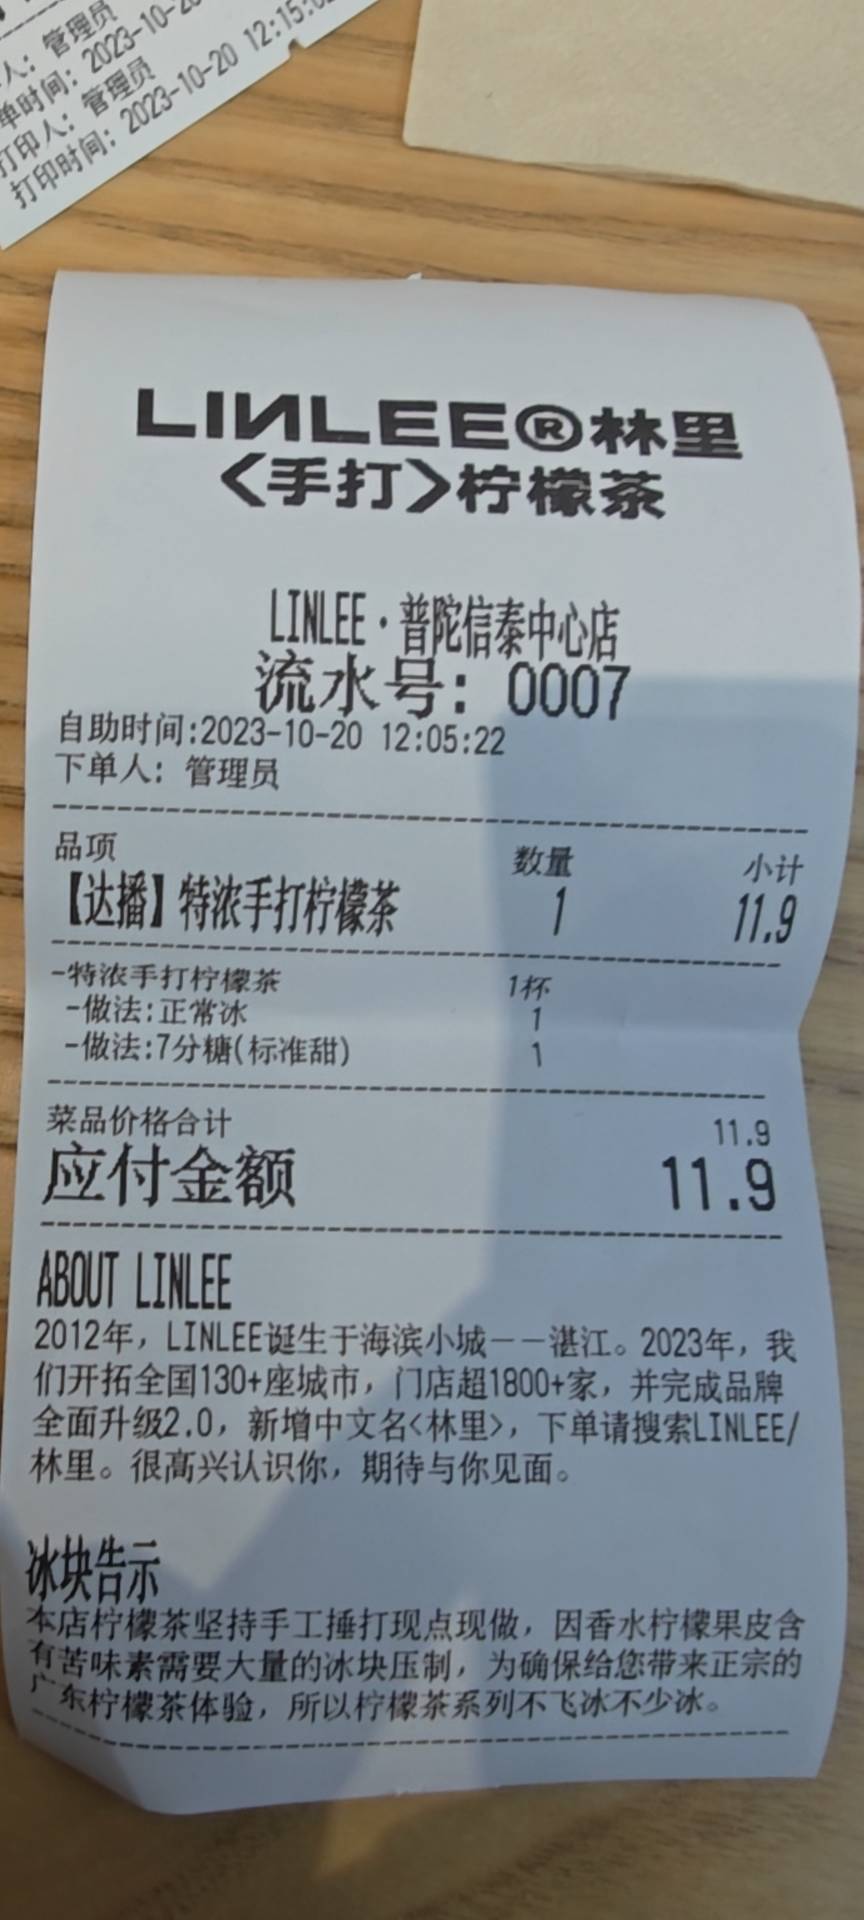 人：管理员
单时间：2023-10-20
打印人：管理员
打印时间：2023-10-20 12:15:0
LINLEE®林里
<手打>柠檬茶
LINLEE·普陀信泰中心店
流水号：0007
自助时间:2023-10-20 12:05:22
下单人：管理员
品项 数量 小计
【达播】特浓手打柠檬茶 1 11.9
-特浓手打柠檬茶 1杯
-做法:正常冰 1
-做法:7分糖(标准甜) 1
菜品价格合计 11.9
应付金额 11.9
ABOUT LINLEE
2012年，LINLEE诞生于海滨小城——湛江。2023年，我
们开拓全国130+座城市，门店超1800+家，并完成品牌
全面升级2.0，新增中文名<林里>，下单请搜索LINLEE/
林里。很高兴认识你，期待与你见面。
冰块告示
本店柠檬茶坚持手工捶打现点现做，因香水柠檬果皮含
有苦味素需要大量的冰块压制，为确保给您带来正宗的
广东柠檬茶体验，所以柠檬茶系列不飞冰不少冰。